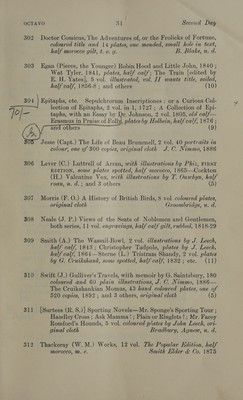 OCTAVO 31 Second Day
302 Doctor Comicus, The Adventures of, or the Frolicks of Fortune,
coloured title and 14 plates, one mended, small hole in text,
half morocco gilt, t. e. g. B. Blake, n. d.
303 Egan (Pierce, the Younger) Robin Hood and Little John, 1840;
Wat Tyler, 1841, plates, half calf; The Train [edited by
E. H. Yates], 5 vol. illustrated, vol. II wants title, soiled,
half calf, 1856-8; and others (10)
304 Epitaphs, etc. Sepulchrorum Inscriptiones: or a Curious Col-
lection of Epitaphs, 2 vol. in 1, 1727; A Collection of Epi-
taphs, with an Essay by Dr. Johnson, 2 vol. 1806, old calf—
Erasmus in Praise of Folly, plates by Holbein, half calf, 1876;
and others (9)
70/-
305 Jesse (Capt.) The Life of Beau Brummell, 2 vol. 40 portraits in
colour, one of 500 copies, original cloth J. C. Nimmo, 1886
306 Lever (C.) Luttrell of Arran, with illustrations by Phiz, FIRST
EDITION, some plates spotted, half morocco, 1865—Cockton
(H.) Valentine Vox, with illustrations by T. Onwhyn, half
roan, n. d.; and 3 others (5)
307 Morris (F. O.) A History of British Birds, 8 vol. coloured plates,
original cloth Groombridge, n. d.
308 Neale (J. P.) Views of the Seats of Noblemen and Gentlemen,
both series, 11 vol. engravings, half calf gilt, rubbed, 1818-29
309 Smith (A.) The Wassail-Bowl, 2 vol. illustrations by J. Leech,
half calf, 1843; Christopher Tadpole, plates by J. Leech,
half calf, 1864—Sterne (L.) Tristram Shandy, 2 vol. plates
by G. Cruikshank, some spotted, half calf, 1832; etc. (11)
310 Swift (J.) Gulliver's Travels, with memoir by G. Saintsbury, 180
coloured and 60 plain illustrations, J. C. Nimmo, 1886—
The Cruikshankian Momus, 43 hand coloured plates, one of
520 copies, 1892; and 3 others, original cloth (5)
311 [Surtees (R. S.)] Sporting Novels—Mr. Sponge's Sporting Tour;
Handley Cross; Ask Mamma!; Plain or Ringlets?; Mr. Facey
Romford's Hounds, 5 vol. coloured plates by John Leech, ori-
ginal cloth Bradbury, Agnew, n. d.
312 Thackeray (W. M.) Works, 12 vol. The Popular Edition, half
morocco, w. s. Smith Elder & Co. 1875